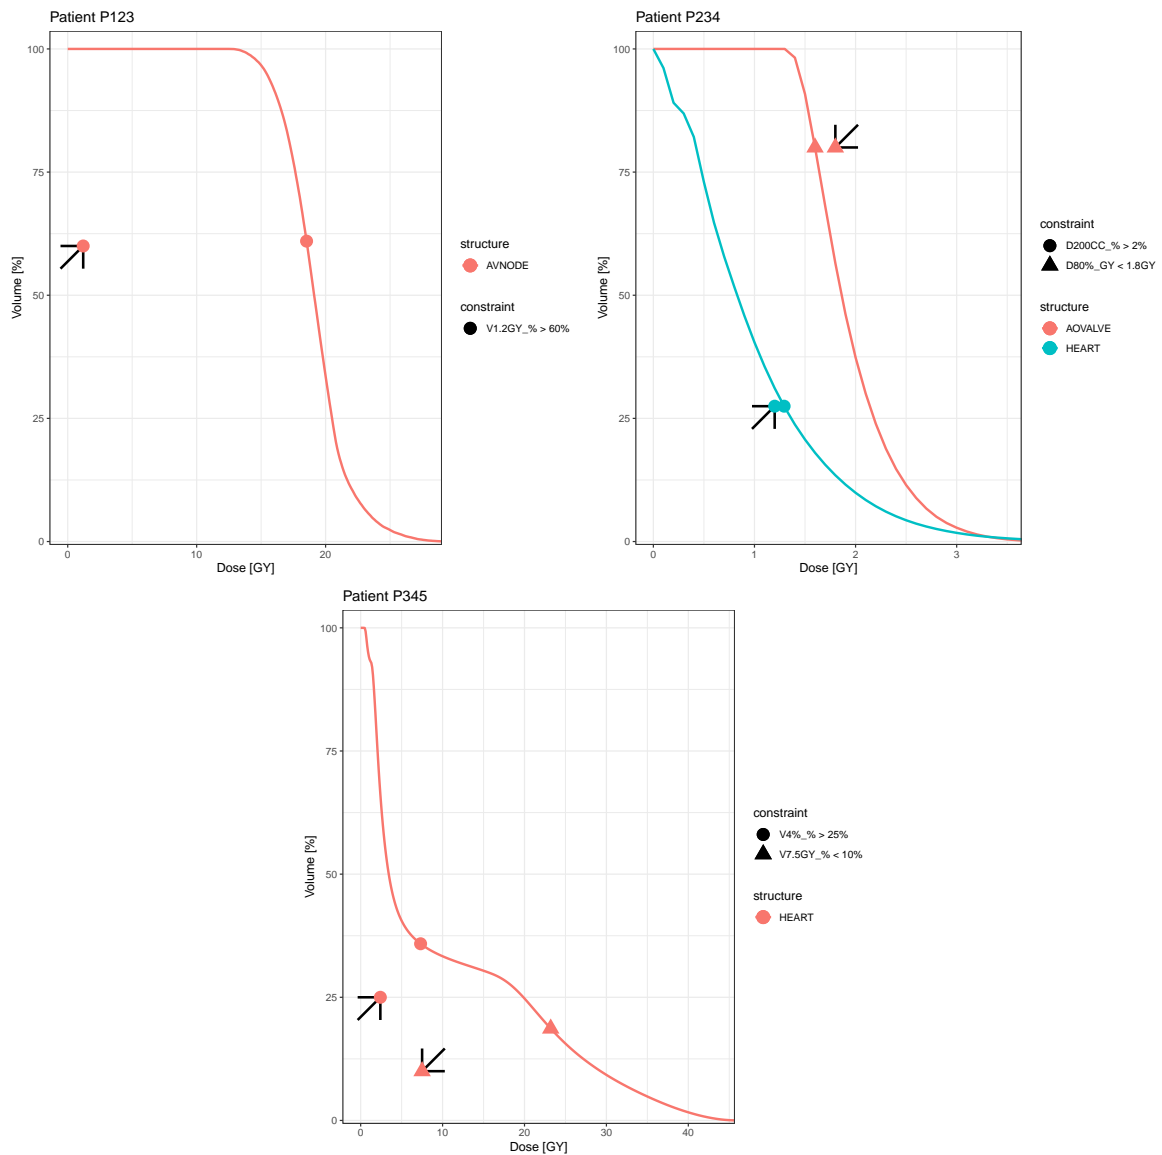 Patient P123
100
75
50
25
0
0
10
20
Volume [%]
Dose [GY]
structure
AVNODE
constraint
V1.2GY_% > 60%
Patient P234
100
75
50
25
0
0
1
2
3
Volume [%]
Dose [GY]
constraint
D200CC_% > 2%
D80%_GY < 1.8GY
structure
AOVALVE
HEART
Patient P345
100
75
50
25
0
0
10
20
30
40
Volume [%]
Dose [GY]
constraint
V4%_% > 25%
V7.5GY_% < 10%
structure
HEART